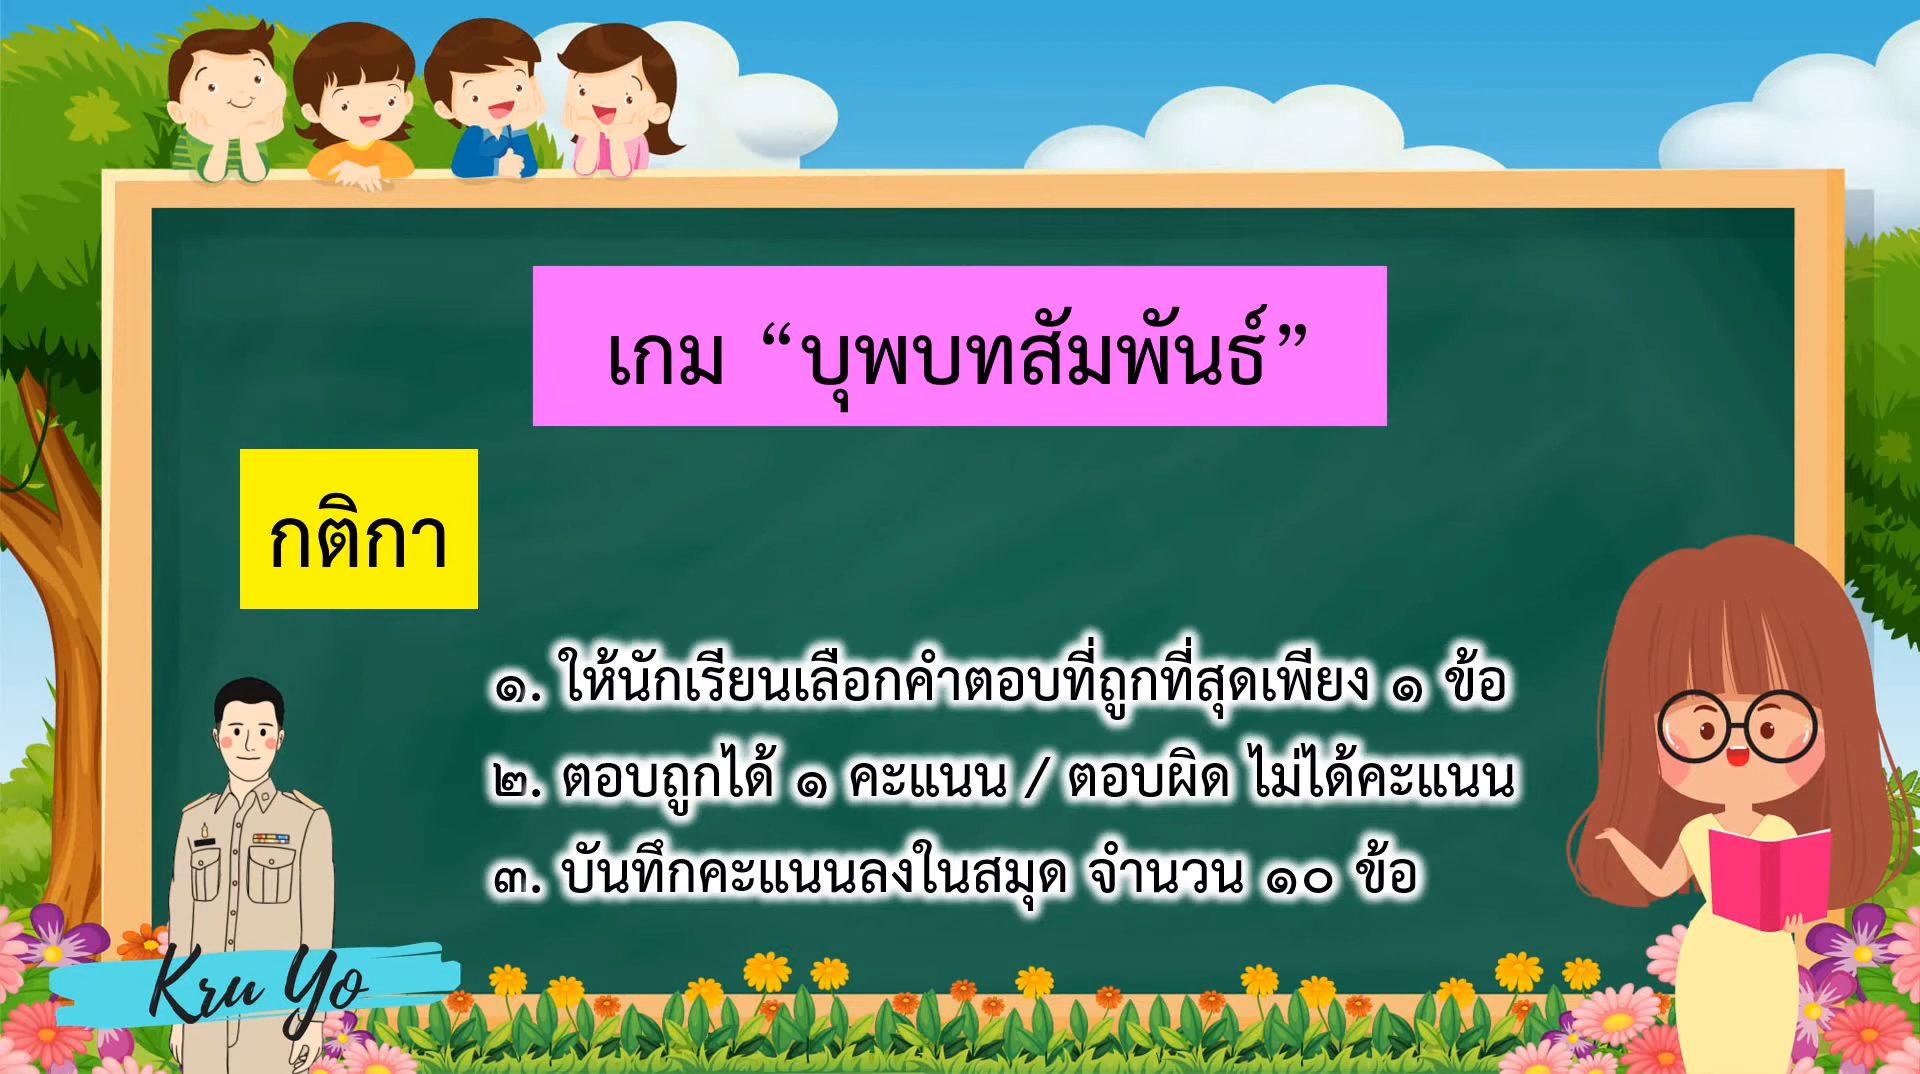 เกม “บุพบทสัมพันธ์”
กติกา
๑. ให้นักเรียนเลือกคำตอบที่ถูกที่สุดเพียง ๑ ข้อ
๒. ตอบถูกได้ ๑ คะแนน / ตอบผิด ไม่ได้คะแนน
๓. บันทึกคะแนนลงในสมุด จำนวน ๑๐ ข้อ
Kru Yo